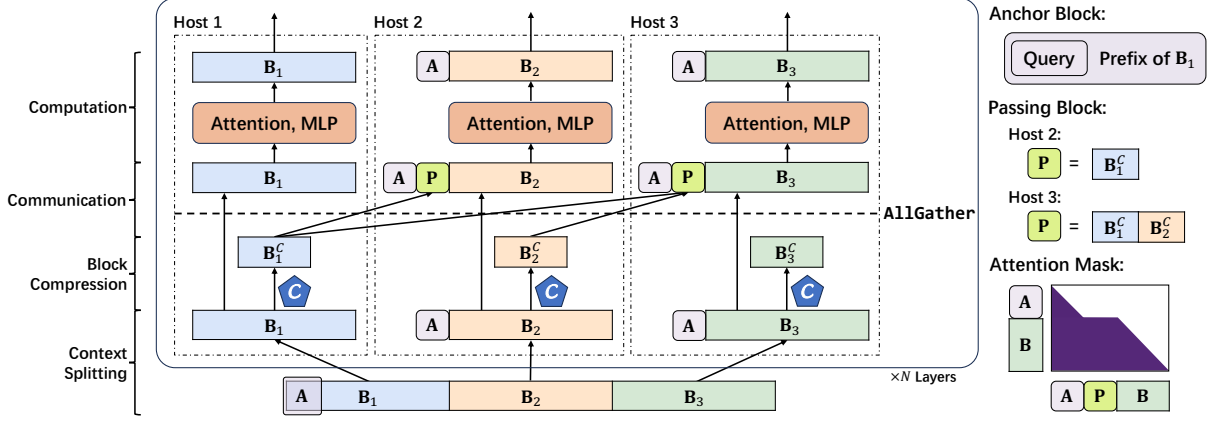 Host 1
Host 2
Host 3
Anchor Block:
Query Prefix of B₁
B₁
A B₂
A B₃
Computation
Attention, MLP
Attention, MLP
Attention, MLP
Passing Block:
Host 2:
P = B₁ᶜ
B₁
A P B₂
A P B₃
Communication
AllGather
Host 3:
P = B₁ᶜ B₂ᶜ
B₁ᶜ
B₂ᶜ
B₃ᶜ
Block
Compression
C
C
C
Attention Mask:
A
B
A P B
B₁
A B₂
A B₃
Context
Splitting
×N Layers
A B₁ B₂ B₃